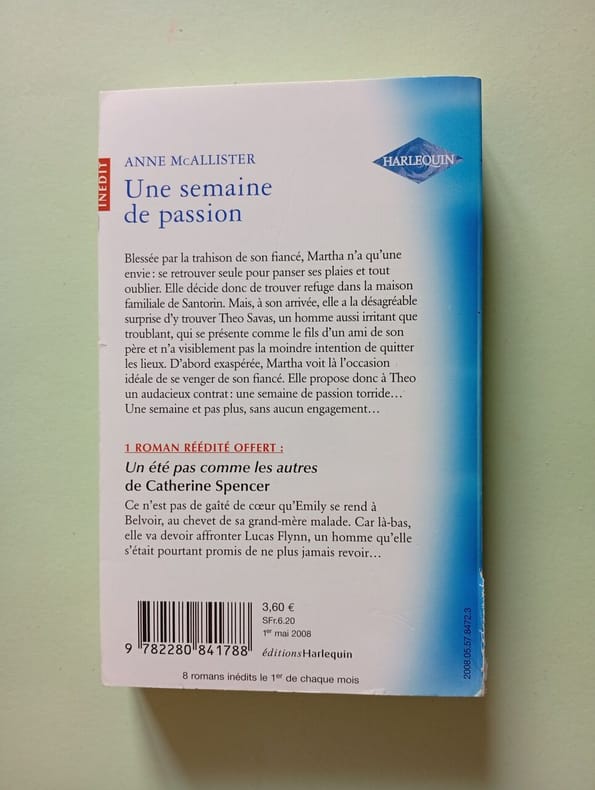 INÉDIT
ANNE MCALLISTER
HARLEQUIN
Une semaine
de passion
Blessée par la trahison de son fiancé, Martha n'a qu'une
envie : se retrouver seule pour panser ses plaies et tout
oublier. Elle décide donc de trouver refuge dans la maison
familiale de Santorin. Mais, à son arrivée, elle a la désagréable
surprise d'y trouver Theo Savas, un homme aussi irritant que
troublant, qui se présente comme le fils d'un ami de son
père et n'a visiblement pas la moindre intention de quitter
les lieux. D'abord exaspérée, Martha voit là l'occasion
idéale de se venger de son fiancé. Elle propose donc à Theo
un audacieux contrat : une semaine de passion torride…
Une semaine et pas plus, sans aucun engagement…
1 ROMAN RÉÉDITÉ OFFERT :
Un été pas comme les autres
de Catherine Spencer
Ce n'est pas de gaîté de cœur qu'Emily se rend à
Belvoir, au chevet de sa grand-mère malade. Car là-bas,
elle va devoir affronter Lucas Flynn, un homme qu'elle
s'était pourtant promis de ne plus jamais revoir…
3,60 €
SFr.6.20
1er mai 2008
9 782280 841788
éditionsHarlequin
8 romans inédits le 1er de chaque mois
2008.05.57.8472.3